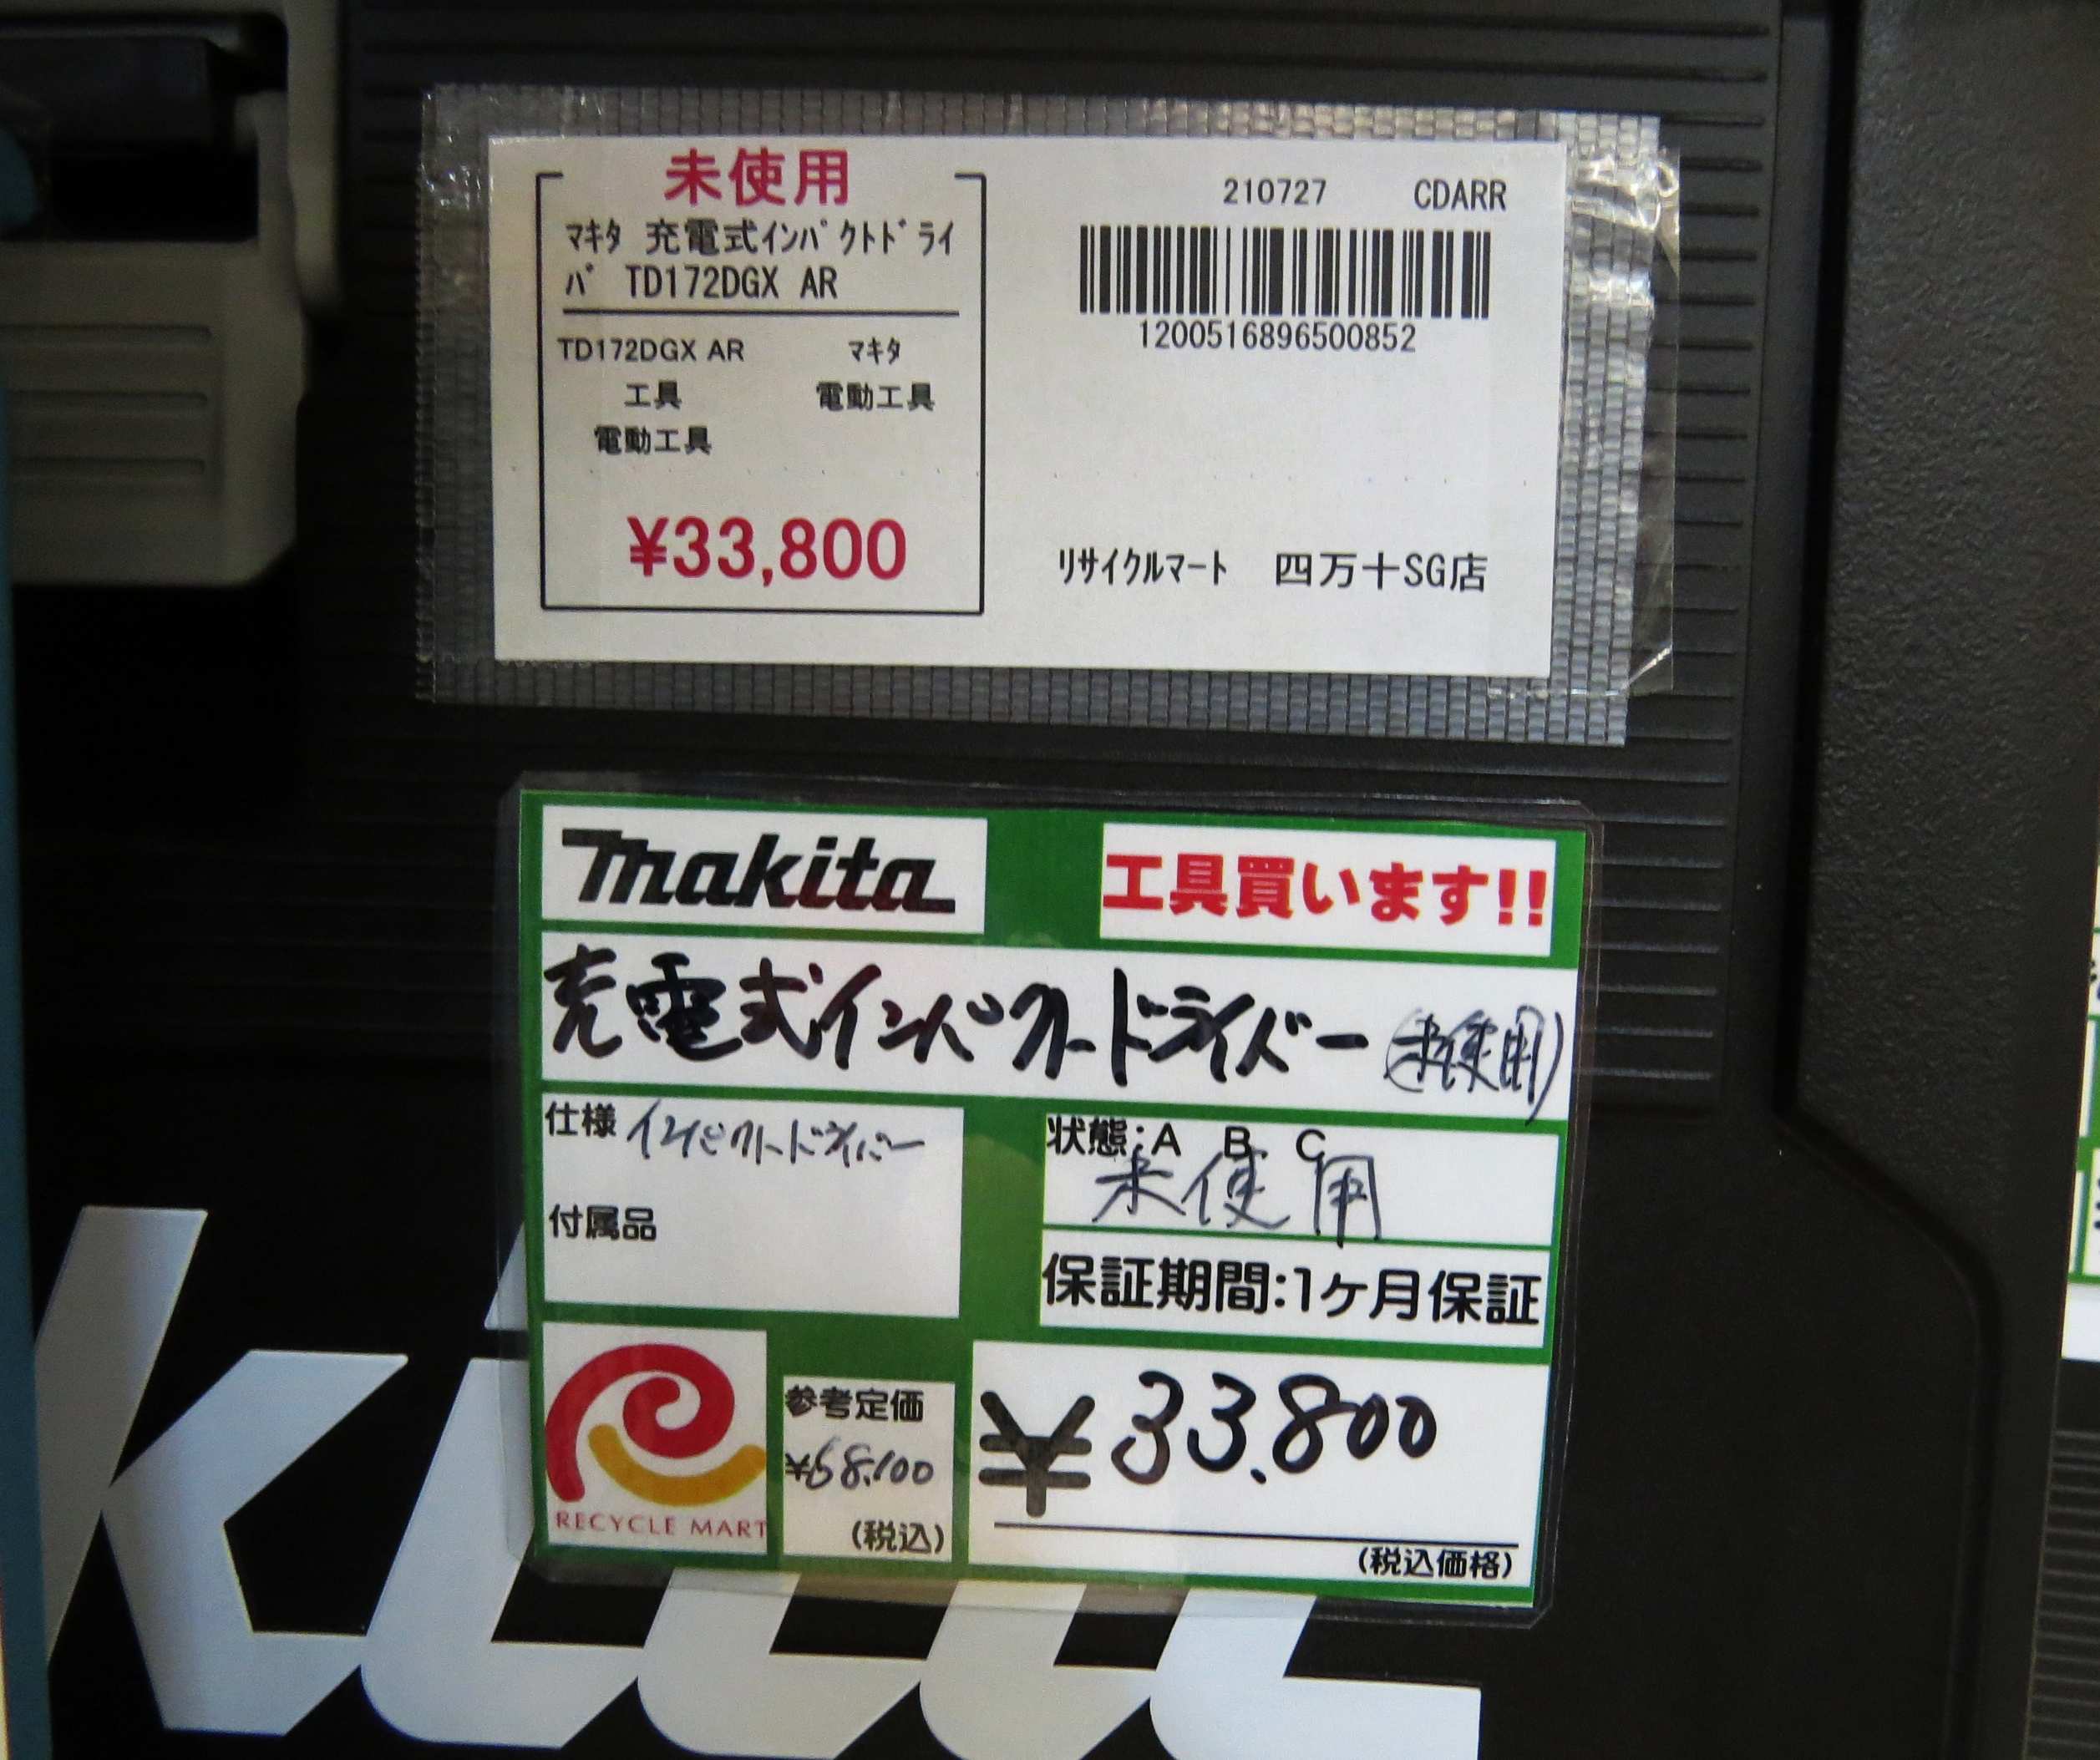 未使用
マキタ 充電式インパクトドライ
バ TD172DGX AR
TD172DGX AR マキタ
工具 電動工具
電動工具
¥33,800
210727 CDARR
1200516896500852
リサイクルマート 四万十SG店
makita 工具買います!!
充電式インパクトドライバー (未使用)
仕様 インパクトドライバー
付属品
状態:A B C
未使用
保証期間:1ケ月保証
RECYCLE MART
参考定価
¥68,100
(税込)
¥33.800
(税込価格)